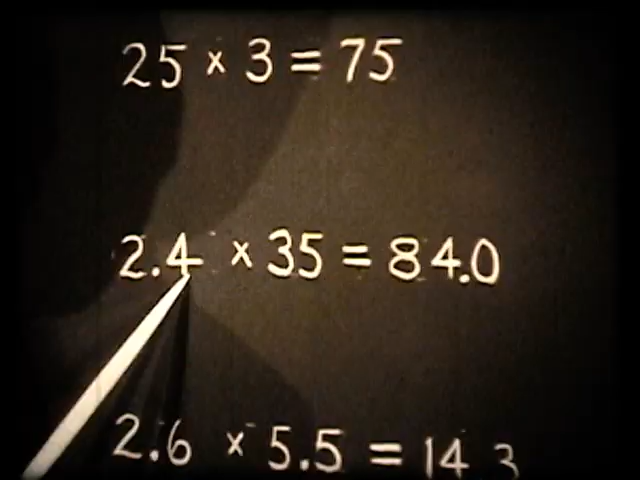 25 × 3 = 75
2.4 × 35 = 84.0
2.6 × 5.5 = 14.3